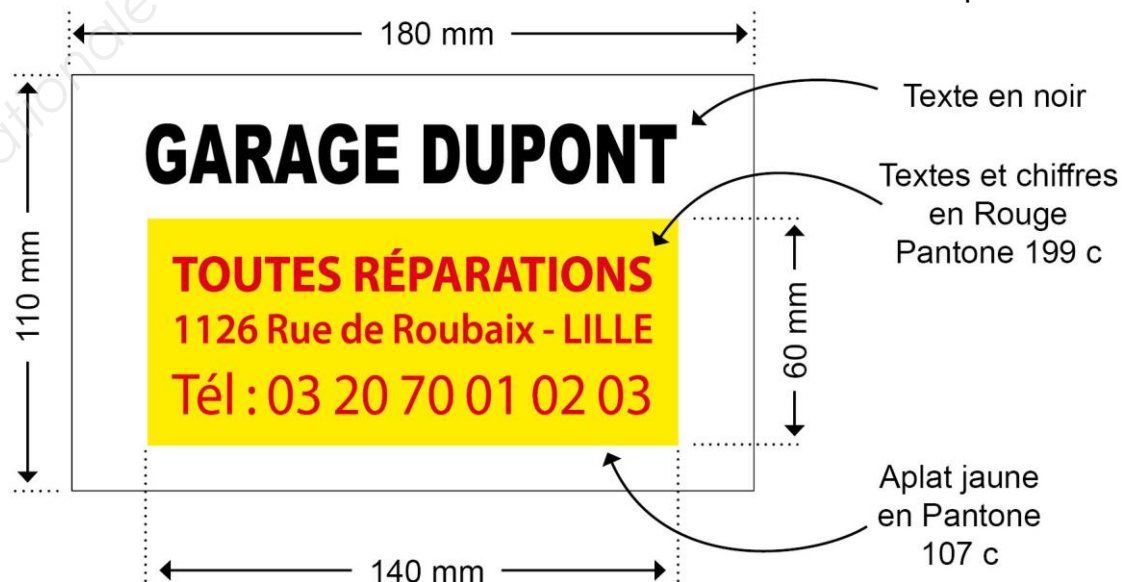 180 mm
Texte en noir
GARAGE DUPONT
Textes et chiffres
en Rouge
Pantone 199 c
110 mm
TOUTES RÉPARATIONS
1126 Rue de Roubaix - LILLE
Tél : 03 20 70 01 02 03
60 mm
Aplat jaune
en Pantone
107 c
140 mm